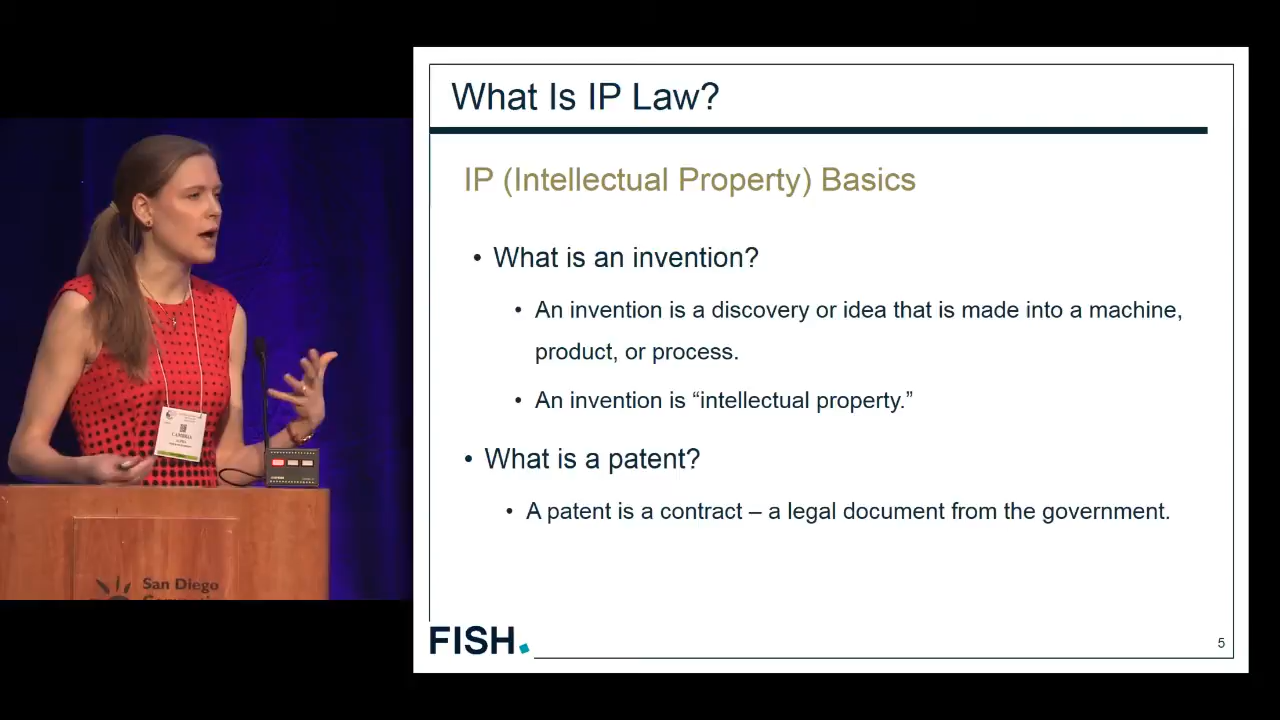 What Is IP Law?
IP (Intellectual Property) Basics
• What is an invention?
• An invention is a discovery or idea that is made into a machine,
product, or process.
• An invention is “intellectual property.”
• What is a patent?
• A patent is a contract – a legal document from the government.
FISH.
5
San Diego